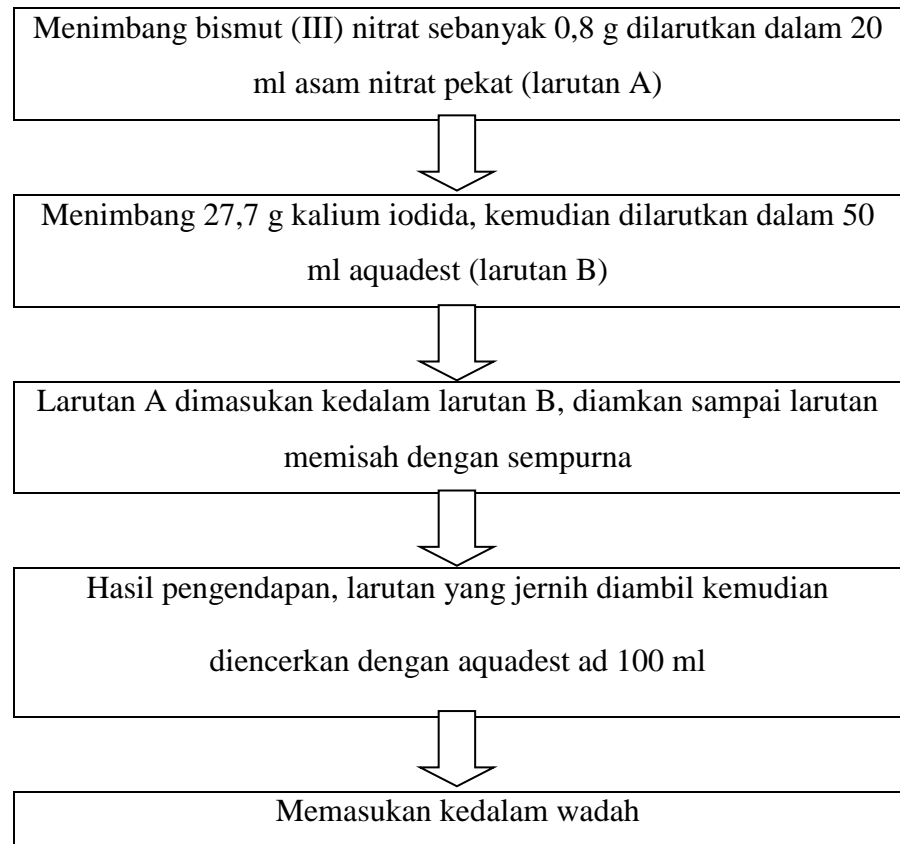 Menimbang bismut (III) nitrat sebanyak 0,8 g dilarutkan dalam 20
ml asam nitrat pekat (larutan A)
Menimbang 27,7 g kalium iodida, kemudian dilarutkan dalam 50
ml aquadest (larutan B)
Larutan A dimasukan kedalam larutan B, diamkan sampai larutan
memisah dengan sempurna
Hasil pengendapan, larutan yang jernih diambil kemudian
diencerkan dengan aquadest ad 100 ml
Memasukan kedalam wadah